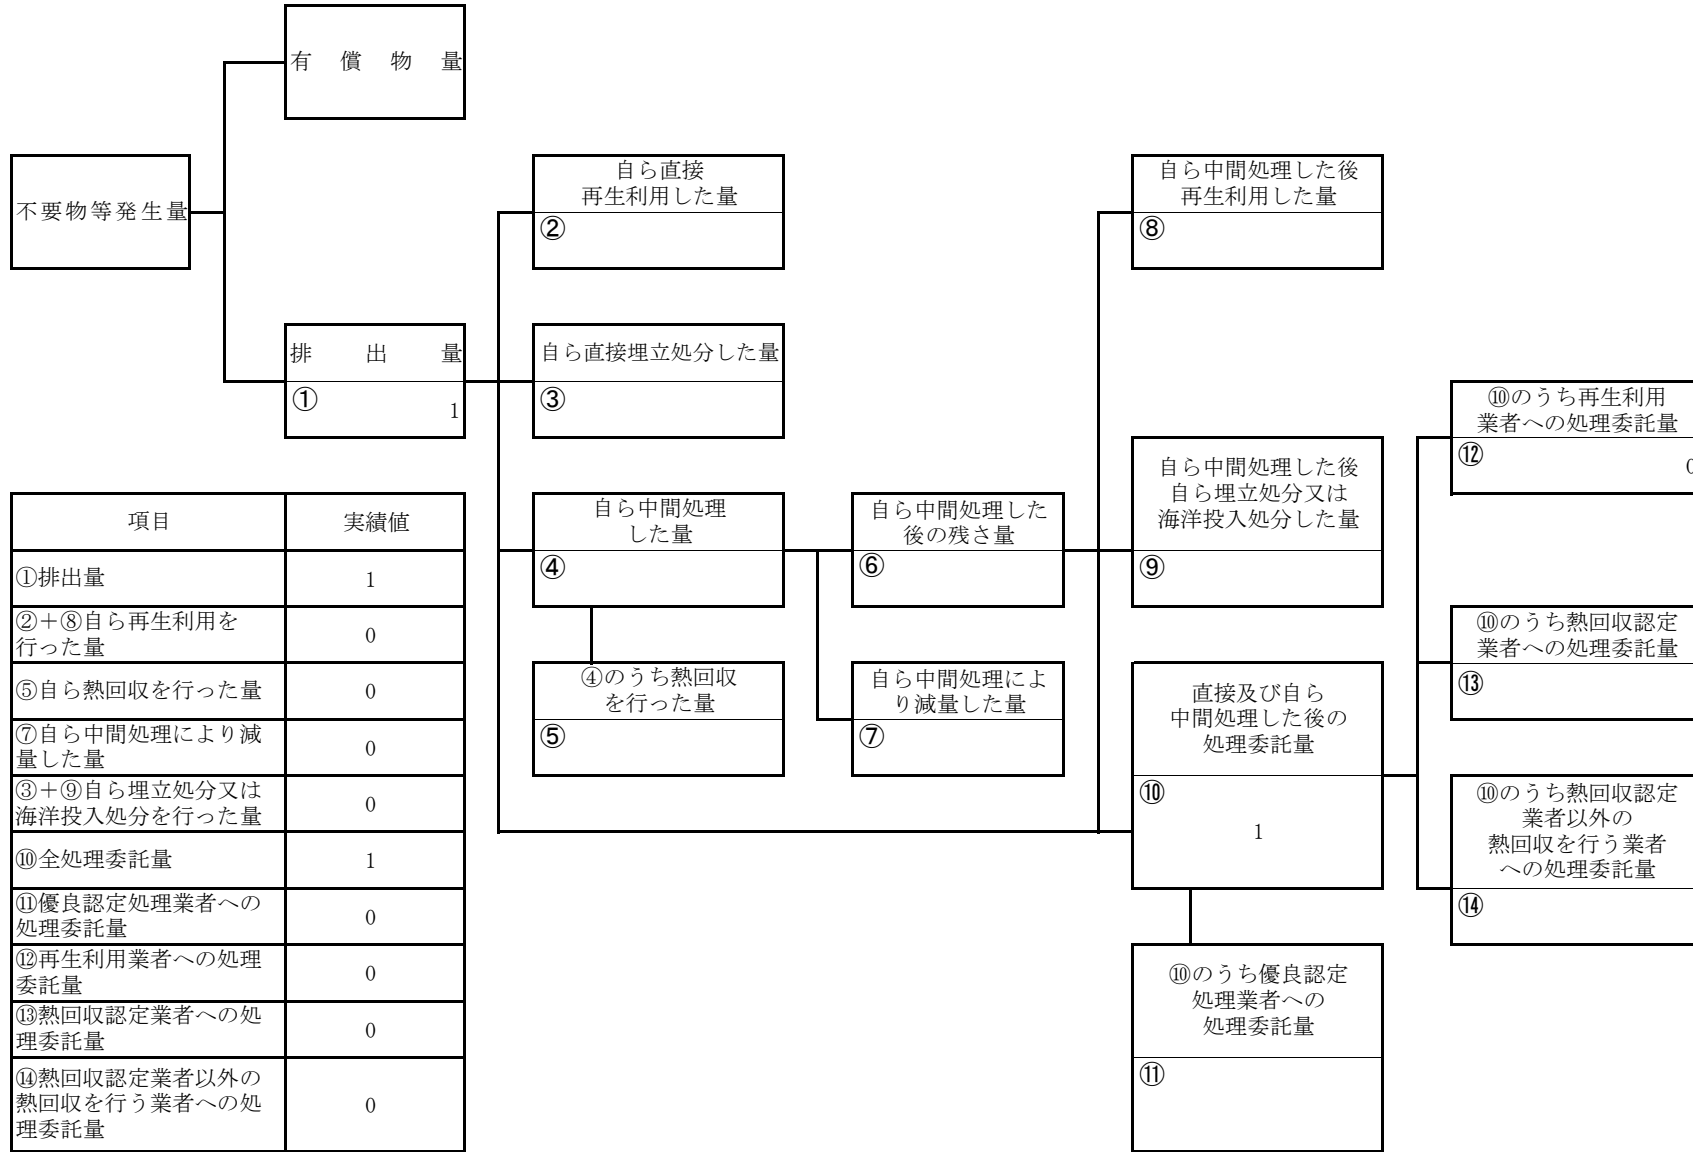 有償物量
不要物等発生量
排出量
①
1
自ら直接
再生利用した量
②
自ら直接埋立処分した量
③
自ら中間処理
した量
④
④のうち熱回収
を行った量
⑤
自ら中間処理した
後の残さ量
⑥
自ら中間処理によ
り減量した量
⑦
自ら中間処理した後
再生利用した量
⑧
自ら中間処理した後
自ら埋立処分又は
海洋投入処分した量
⑨
直接及び自ら
中間処理した後の
処理委託量
⑩
1
⑩のうち優良認定
処理業者への
処理委託量
⑪
⑩のうち再生利用
業者への処理委託量
⑫
0
⑩のうち熱回収認定
業者への処理委託量
⑬
⑩のうち熱回収認定
業者以外の
熱回収を行う業者
への処理委託量
⑭
項目 実績値
①排出量 1
②＋⑧自ら再生利用を
行った量 0
⑤自ら熱回収を行った量 0
⑦自ら中間処理により減
量した量 0
③＋⑨自ら埋立処分又は
海洋投入処分を行った量 0
⑩全処理委託量 1
⑪優良認定処理業者への
処理委託量 0
⑫再生利用業者への処理
委託量 0
⑬熱回収認定業者への処
理委託量 0
⑭熱回収認定業者以外の
熱回収を行う業者への処
理委託量 0